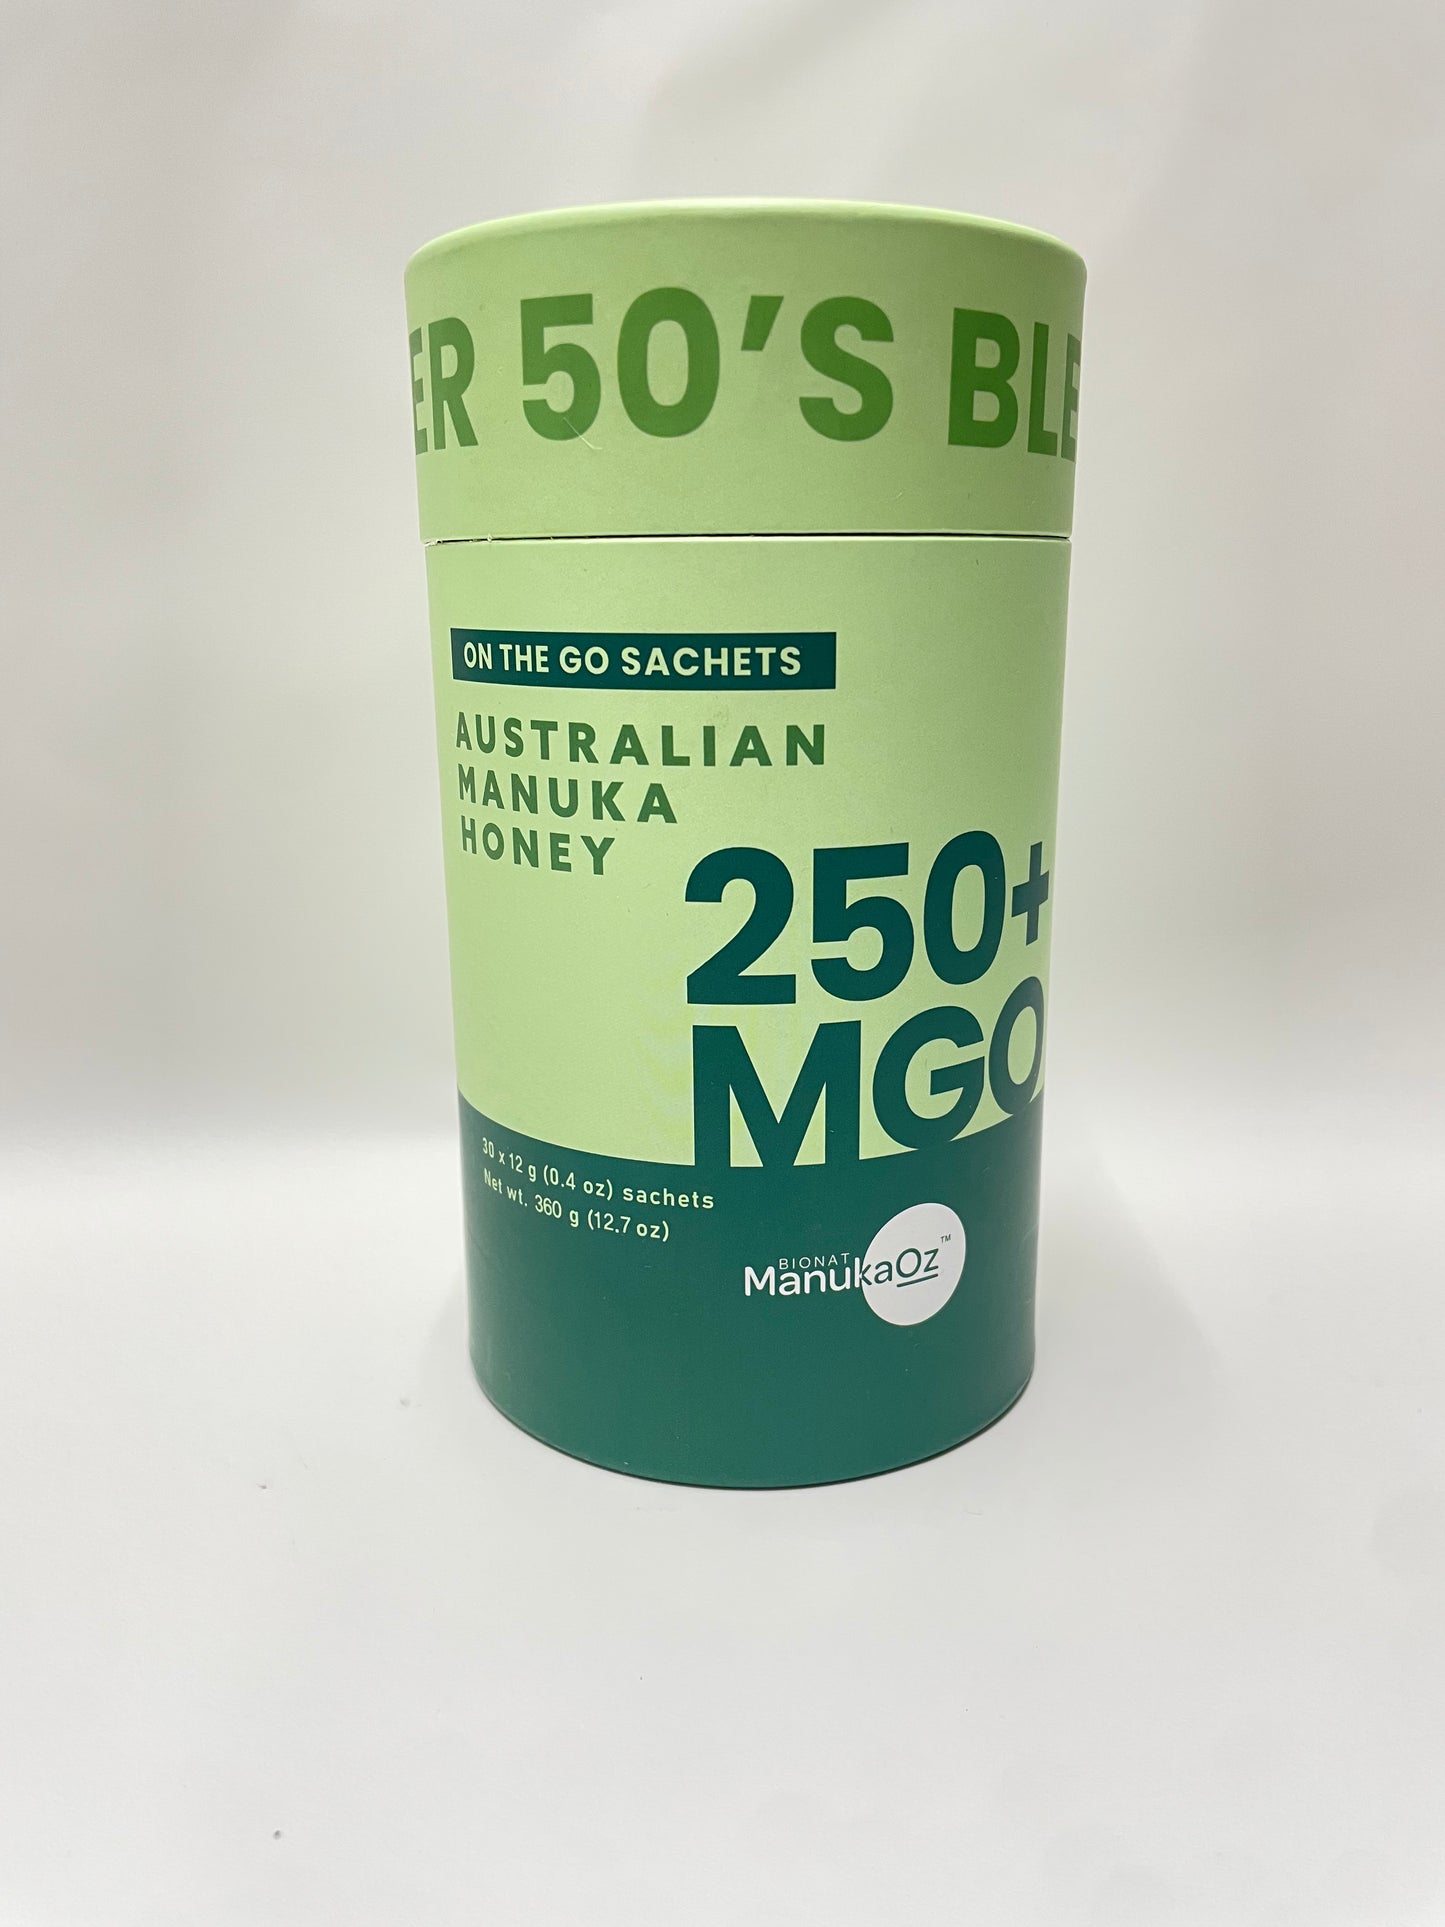 ER 50'S BLE
ON THE GO SACHETS
AUSTRALIAN
MANUKA
HONEY
250+
MGO
30 x 12 g (0.4 oz) sachets
Net wt. 360 g (12.7 oz)
BIONAT
ManukaOz™